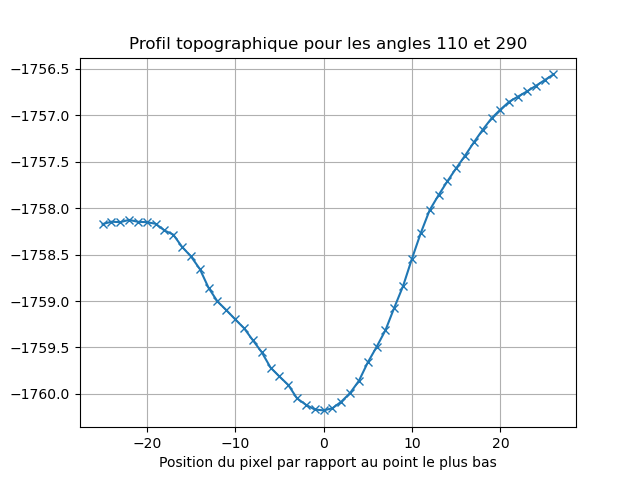 Profil topographique pour les angles 110 et 290
−1756.5
−1757.0
−1757.5
−1758.0
−1758.5
−1759.0
−1759.5
−1760.0
−20 −10 0 10 20
Position du pixel par rapport au point le plus bas